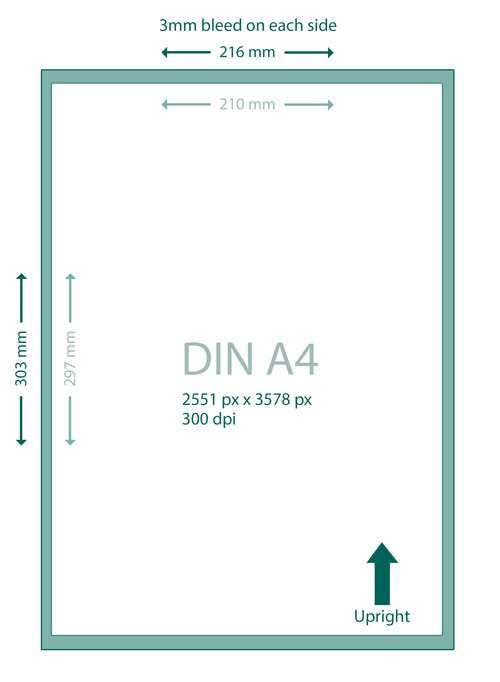 3mm bleed on each side
216 mm
210 mm
303 mm
297 mm
DIN A4
2551 px x 3578 px
300 dpi
Upright